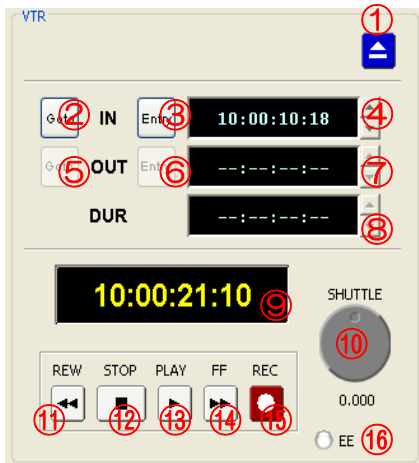 VTR
①
Goto ② IN Entry ③ 10:00:10:18 ④
Goto ⑤ OUT Entry ⑥ --:--:--:-- ⑦
DUR --:--:--:-- ⑧
10:00:21:10 ⑨
SHUTTLE
⑩
0.000
REW STOP PLAY FF REC
⑪ ⑫ ⑬ ⑭ ⑮
EE ⑯